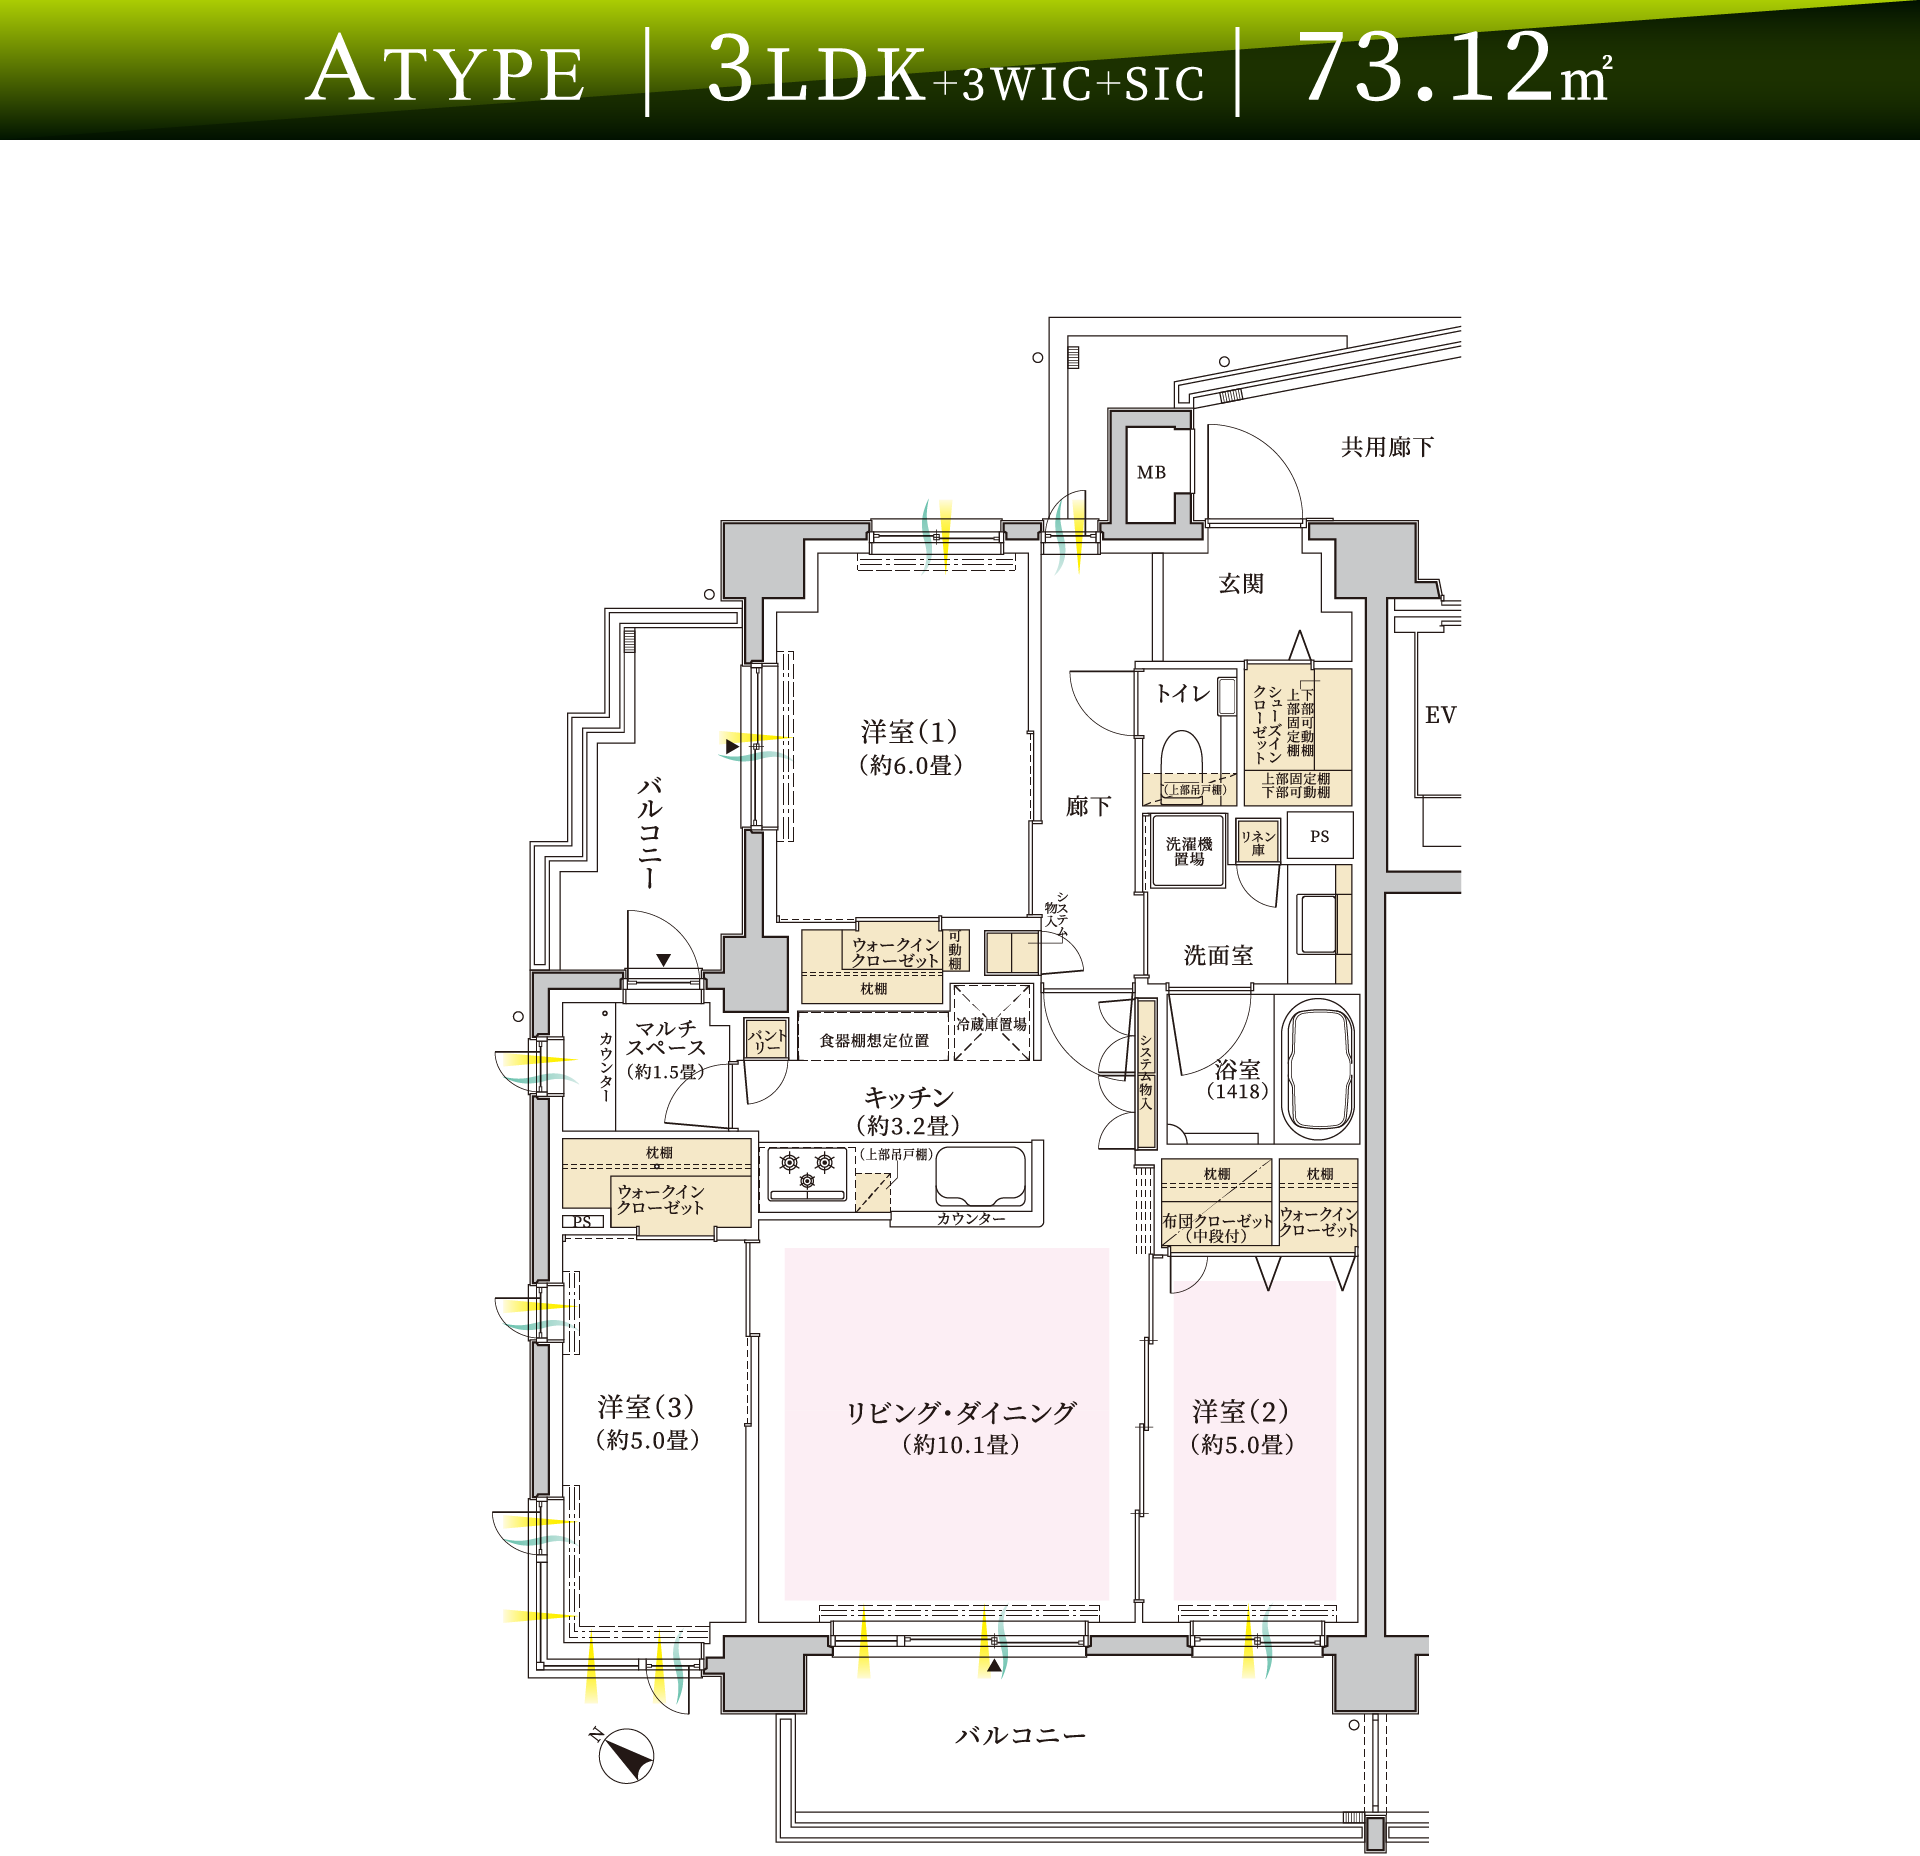 A TYPE | 3LDK+3WIC+SIC | 73.12㎡
共用廊下
MB
玄関
EV
トイレ
(上部吊戸棚)
シューズイン
クローゼット
下部可動棚
上部固定棚
上部固定棚
下部可動棚
洋室(1)
(約6.0畳)
バルコニー
廊下
洗濯機
置場
リネン
庫
PS
システム
物入
洗面室
ウォークイン
クローゼット
可動棚
枕棚
冷蔵庫置場
食器棚想定位置
パント
リー
マルチ
スペース
(約1.5畳)
カウンター
システム物入
浴室
(1418)
キッチン
(約3.2畳)
(上部吊戸棚)
カウンター
枕棚
ウォークイン
クローゼット
PS
枕棚
布団クローゼット
(中段付)
枕棚
ウォークイン
クローゼット
洋室(3)
(約5.0畳)
リビング・ダイニング
(約10.1畳)
洋室(2)
(約5.0畳)
バルコニー
N